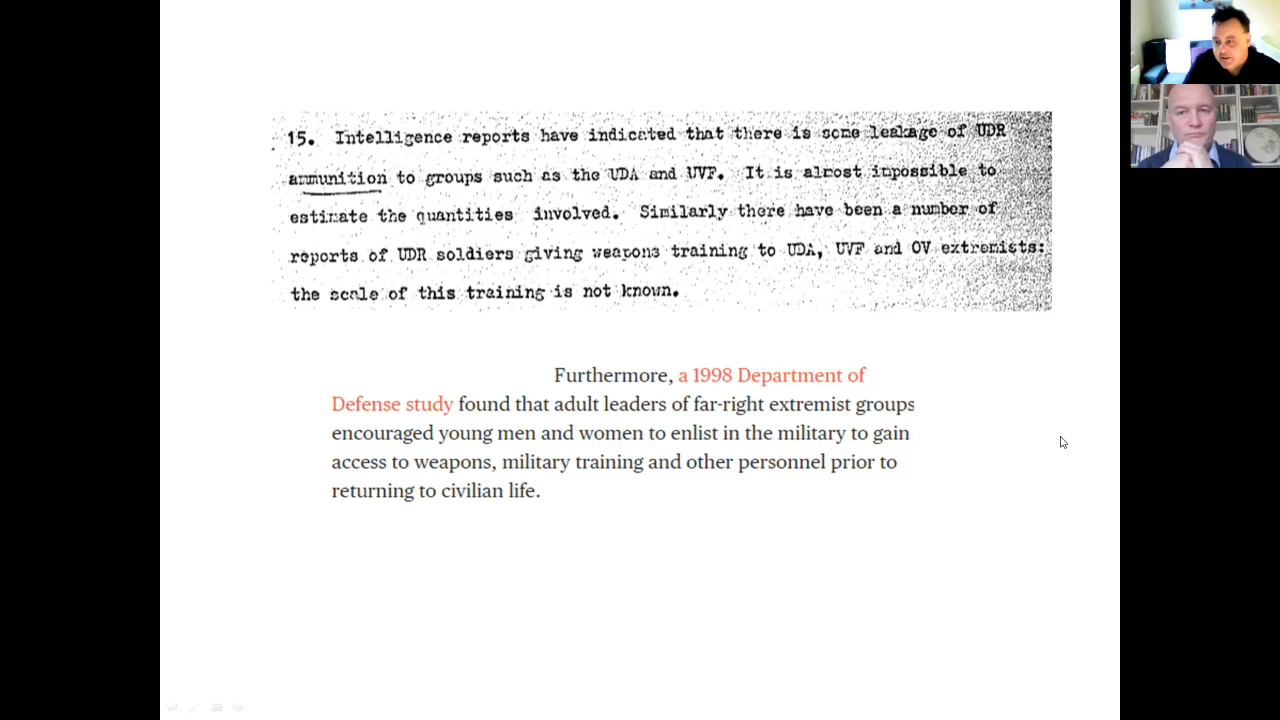 15. Intelligence reports have indicated that there is some leakage of UDR
ammunition to groups such as the UDA and UVF. It is almost impossible to
estimate the quantities involved. Similarly there have been a number of
reports of UDR soldiers giving weapons training to UDA, UVF and OV extremists:
the scale of this training is not known.
Furthermore, a 1998 Department of
Defense study found that adult leaders of far-right extremist groups
encouraged young men and women to enlist in the military to gain
access to weapons, military training and other personnel prior to
returning to civilian life.